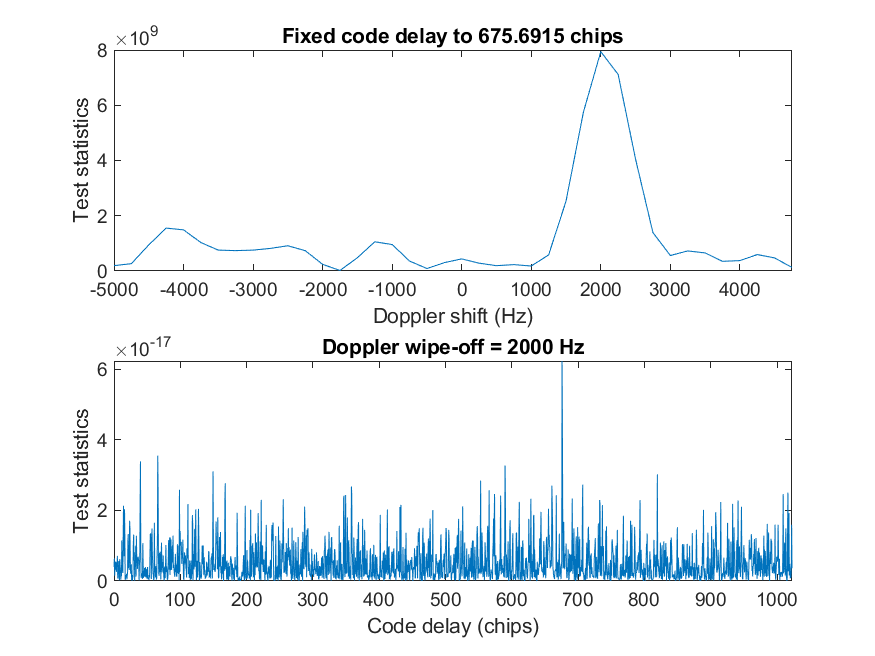 ×10^9
Fixed code delay to 675.6915 chips
8
6
4
2
0
Test statistics
-5000 -4000 -3000 -2000 -1000 0 1000 2000 3000 4000
Doppler shift (Hz)
×10^-17
Doppler wipe-off = 2000 Hz
6
4
2
0
Test statistics
0 100 200 300 400 500 600 700 800 900 1000
Code delay (chips)